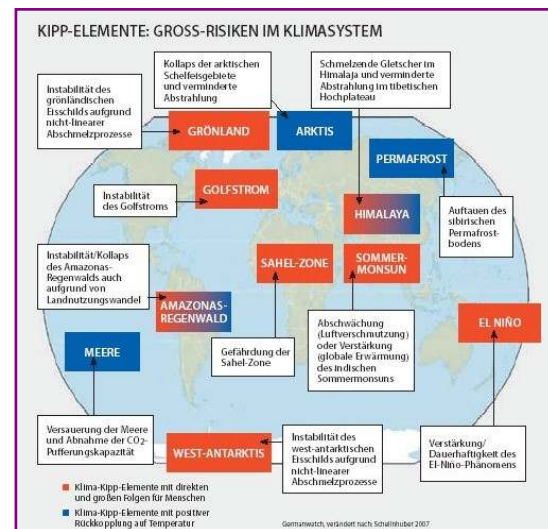 KIPP-ELEMENTE: GROSS-RISIKEN IM KLIMASYSTEM
Kollaps der arktischen
Schelfeisgebiete
und verminderte
Abstrahlung
Schmelzende Gletscher im
Himalaja und verminderte
Abstrahlung im tibetischen
Hochplateau
Instabilität des
grönländischen
Eisschilds aufgrund
nicht-linearer
Abschmelzprozesse
GRÖNLAND
ARKTIS
PERMAFROST
GOLFSTROM
Instabilität
des Golfstroms
HIMALAYA
Auftauen des
sibirischen
Permafrost-
bodens
Instabilität/Kollaps
des Amazonas-
Regenwalds auch
aufgrund von
Landnutzungswandel
SAHEL-ZONE
SOMMER-
MONSUN
AMAZONAS-
REGENWALD
EL NIÑO
MEERE
Gefährdung der
Sahel-Zone
Abschwächung
(Luftverschmutzung)
oder Verstärkung
(globale Erwärmung)
des indischen
Sommermonsuns
Versauerung der Meere
und Abnahme der CO2-
Pufferungskapazität
WEST-ANTARKTIS
Instabilität des
west-antarktischen
Eisschilds aufgrund
nicht-linearer
Abschmelzprozesse
Verstärkung/
Dauerhaftigkeit des
El-Niño-Phänomens
Klima-Kipp-Elemente mit direkten
und großen Folgen für Menschen
Klima-Kipp-Elemente mit positiver
Rückkopplung auf Temperatur
Germanwatch, verändert nach: Schellnhuber 2007